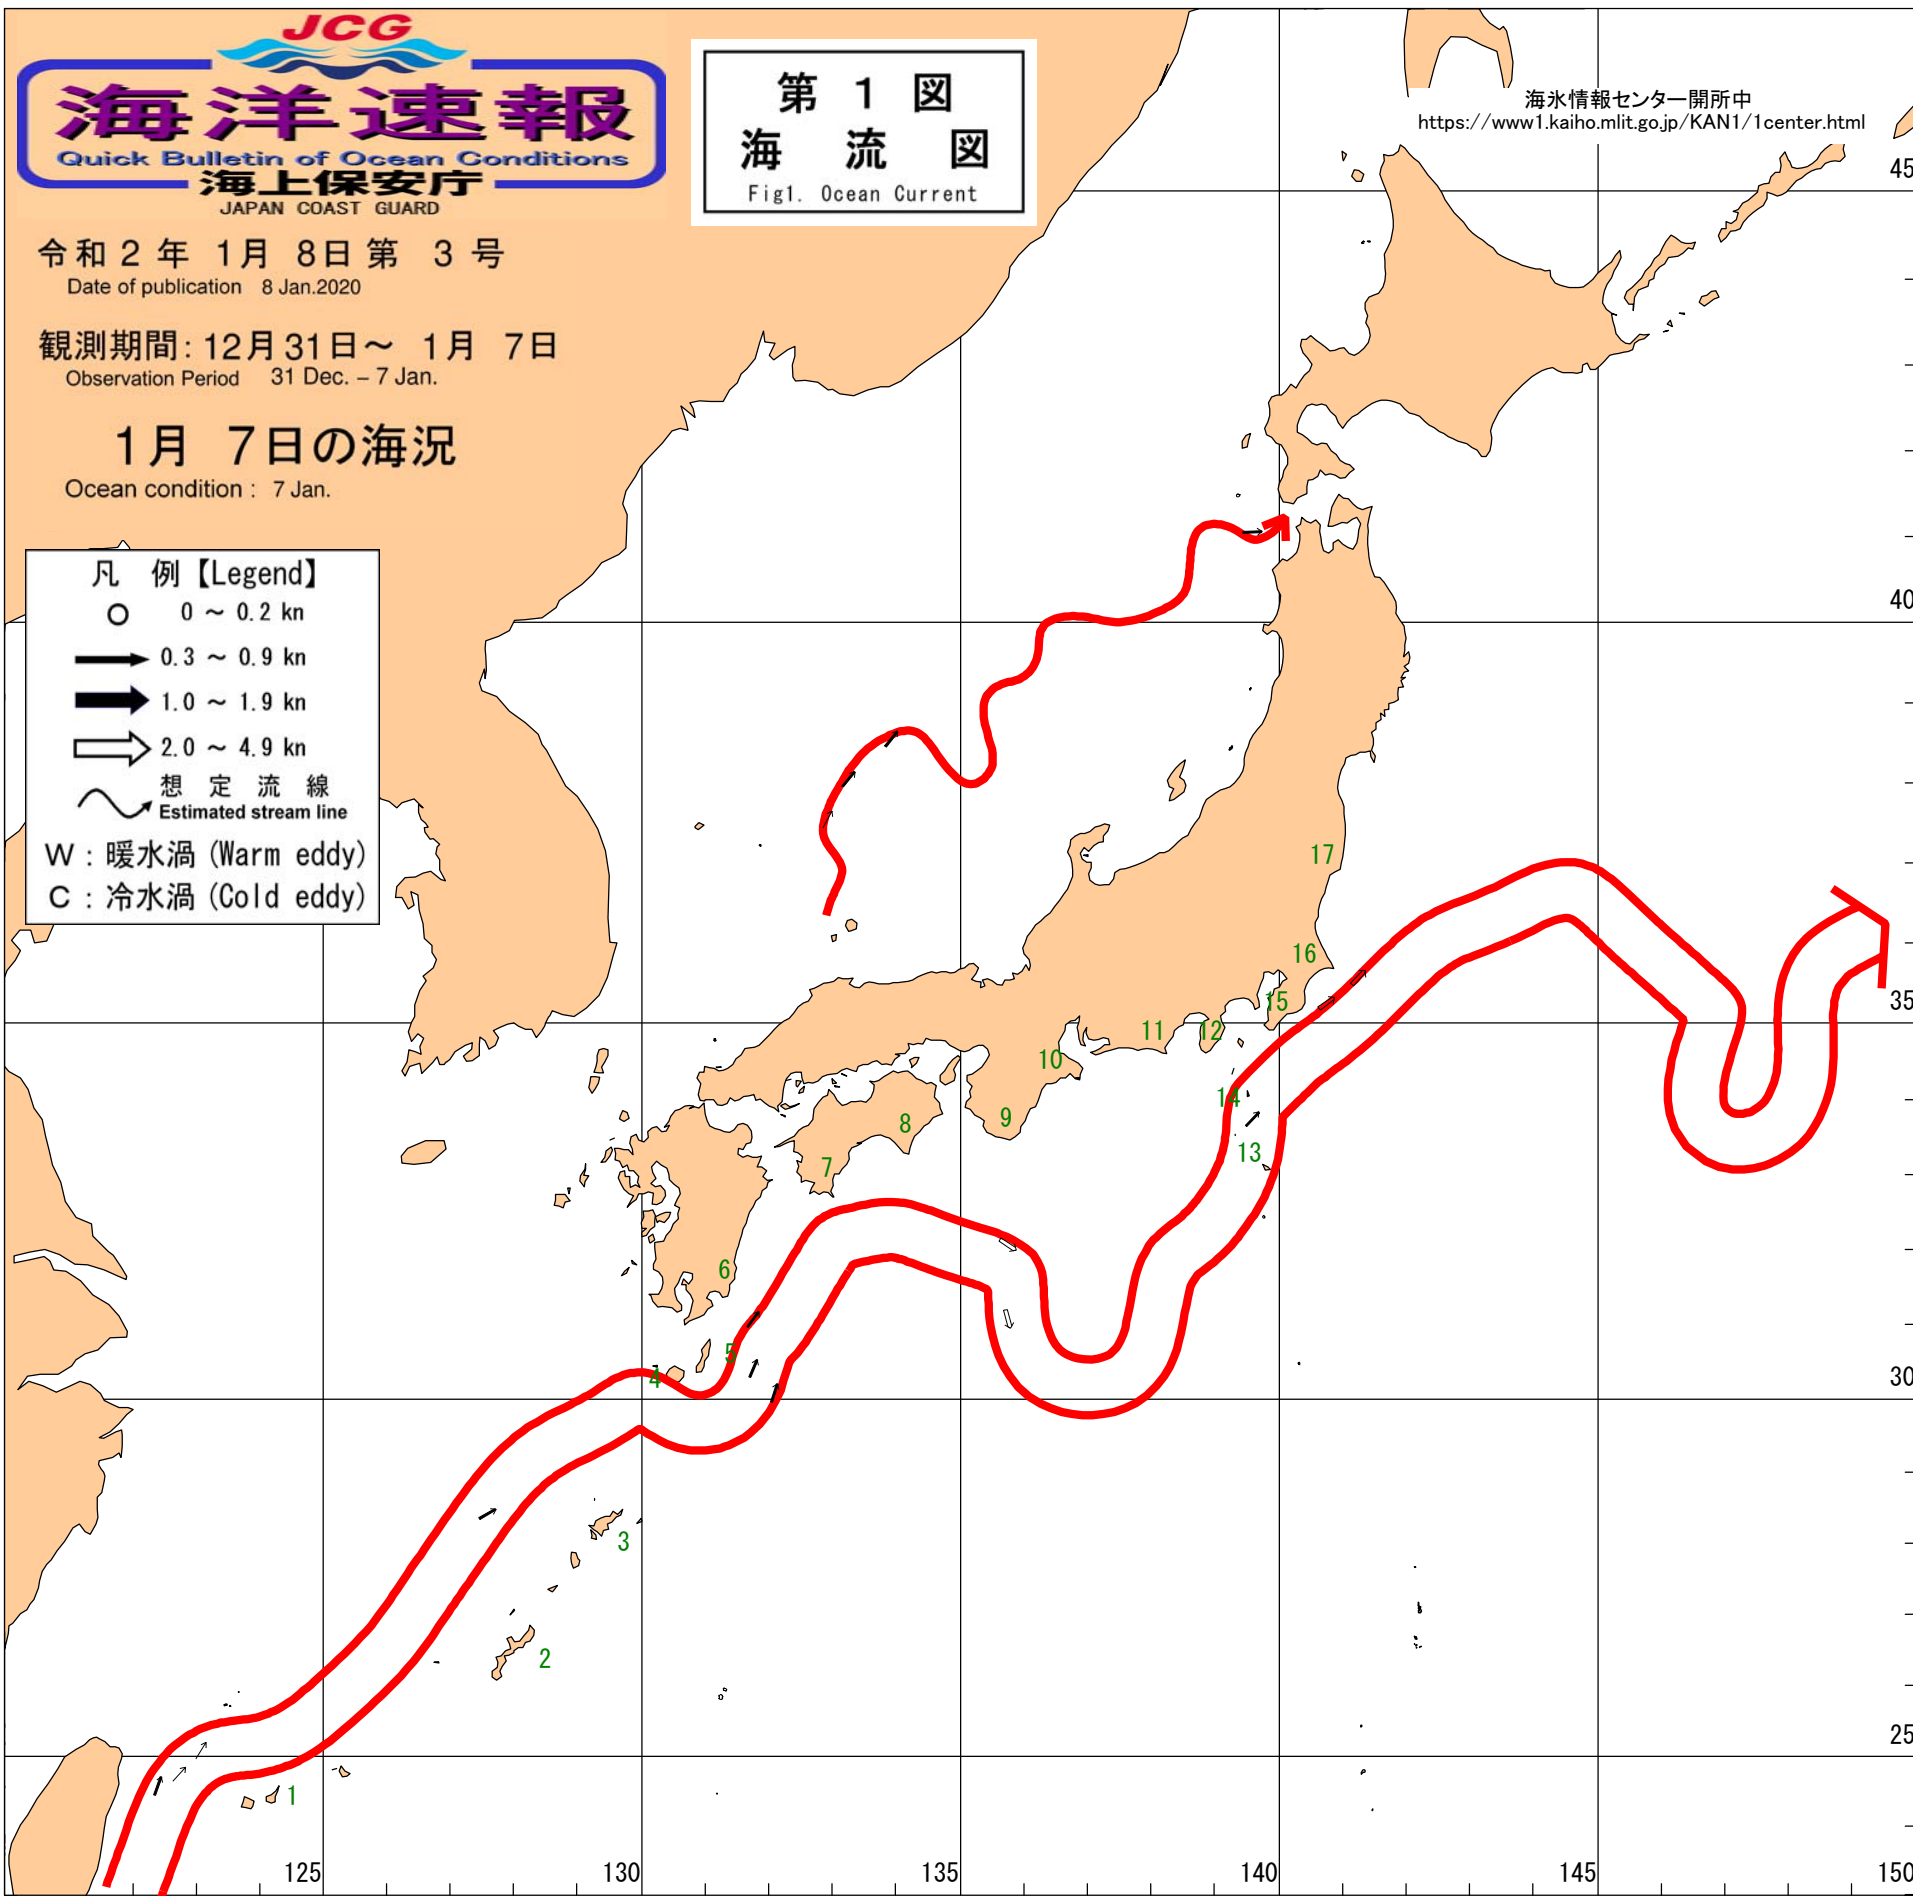 JCG
海洋速報
Quick Bulletin of Ocean Conditions
海上保安庁
JAPAN COAST GUARD
第 1 図
海 流 図
Fig1. Ocean Current
海氷情報センター開所中
https://www1.kaiho.mlit.go.jp/KAN1/1center.html
令和 2 年 1月 8日 第 3 号
Date of publication 8 Jan.2020
観測期間: 12月31日～ 1月 7日
Observation Period 31 Dec. – 7 Jan.
1月 7日の海況
Ocean condition : 7 Jan.
凡 例【Legend】
0 ～ 0.2 kn
0.3 ～ 0.9 kn
1.0 ～ 1.9 kn
2.0 ～ 4.9 kn
想 定 流 線
Estimated stream line
W : 暖水渦 (Warm eddy)
C : 冷水渦 (Cold eddy)
45
40
35
30
25
17
16
15
12
11
10
14
9
8
13
7
6
5
4
3
2
1
125
130
135
140
145
150